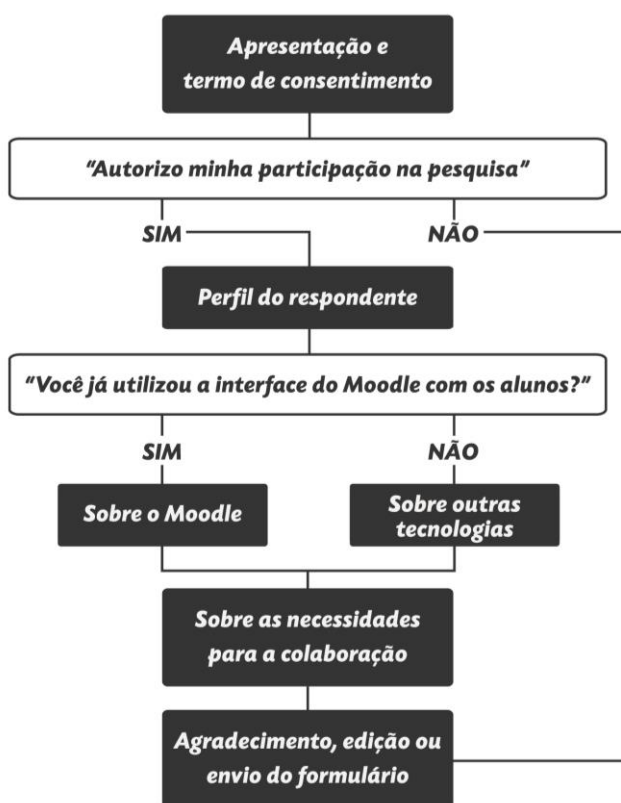 Apresentação e
termo de consentimento
“Autorizo minha participação na pesquisa”
SIM
NÃO
Perfil do respondente
“Você já utilizou a interface do Moodle com os alunos?”
SIM
NÃO
Sobre o Moodle
Sobre outras
tecnologias
Sobre as necessidades
para a colaboração
Agradecimento, edição ou
envio do formulário